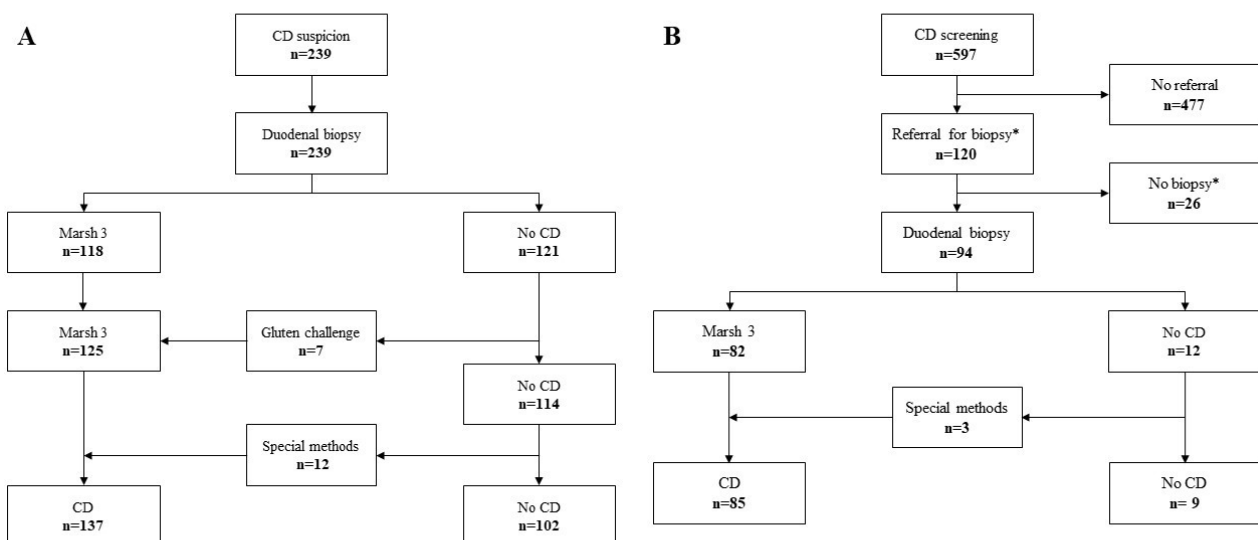 A
CD suspicion
n=239
Duodenal biopsy
n=239
Marsh 3
n=118
No CD
n=121
Marsh 3
n=125
Gluten challenge
n=7
No CD
n=114
Special methods
n=12
CD
n=137
No CD
n=102
B
CD screening
n=597
No referral
n=477
Referral for biopsy*
n=120
No biopsy*
n=26
Duodenal biopsy
n=94
Marsh 3
n=82
No CD
n=12
Special methods
n=3
CD
n=85
No CD
n= 9